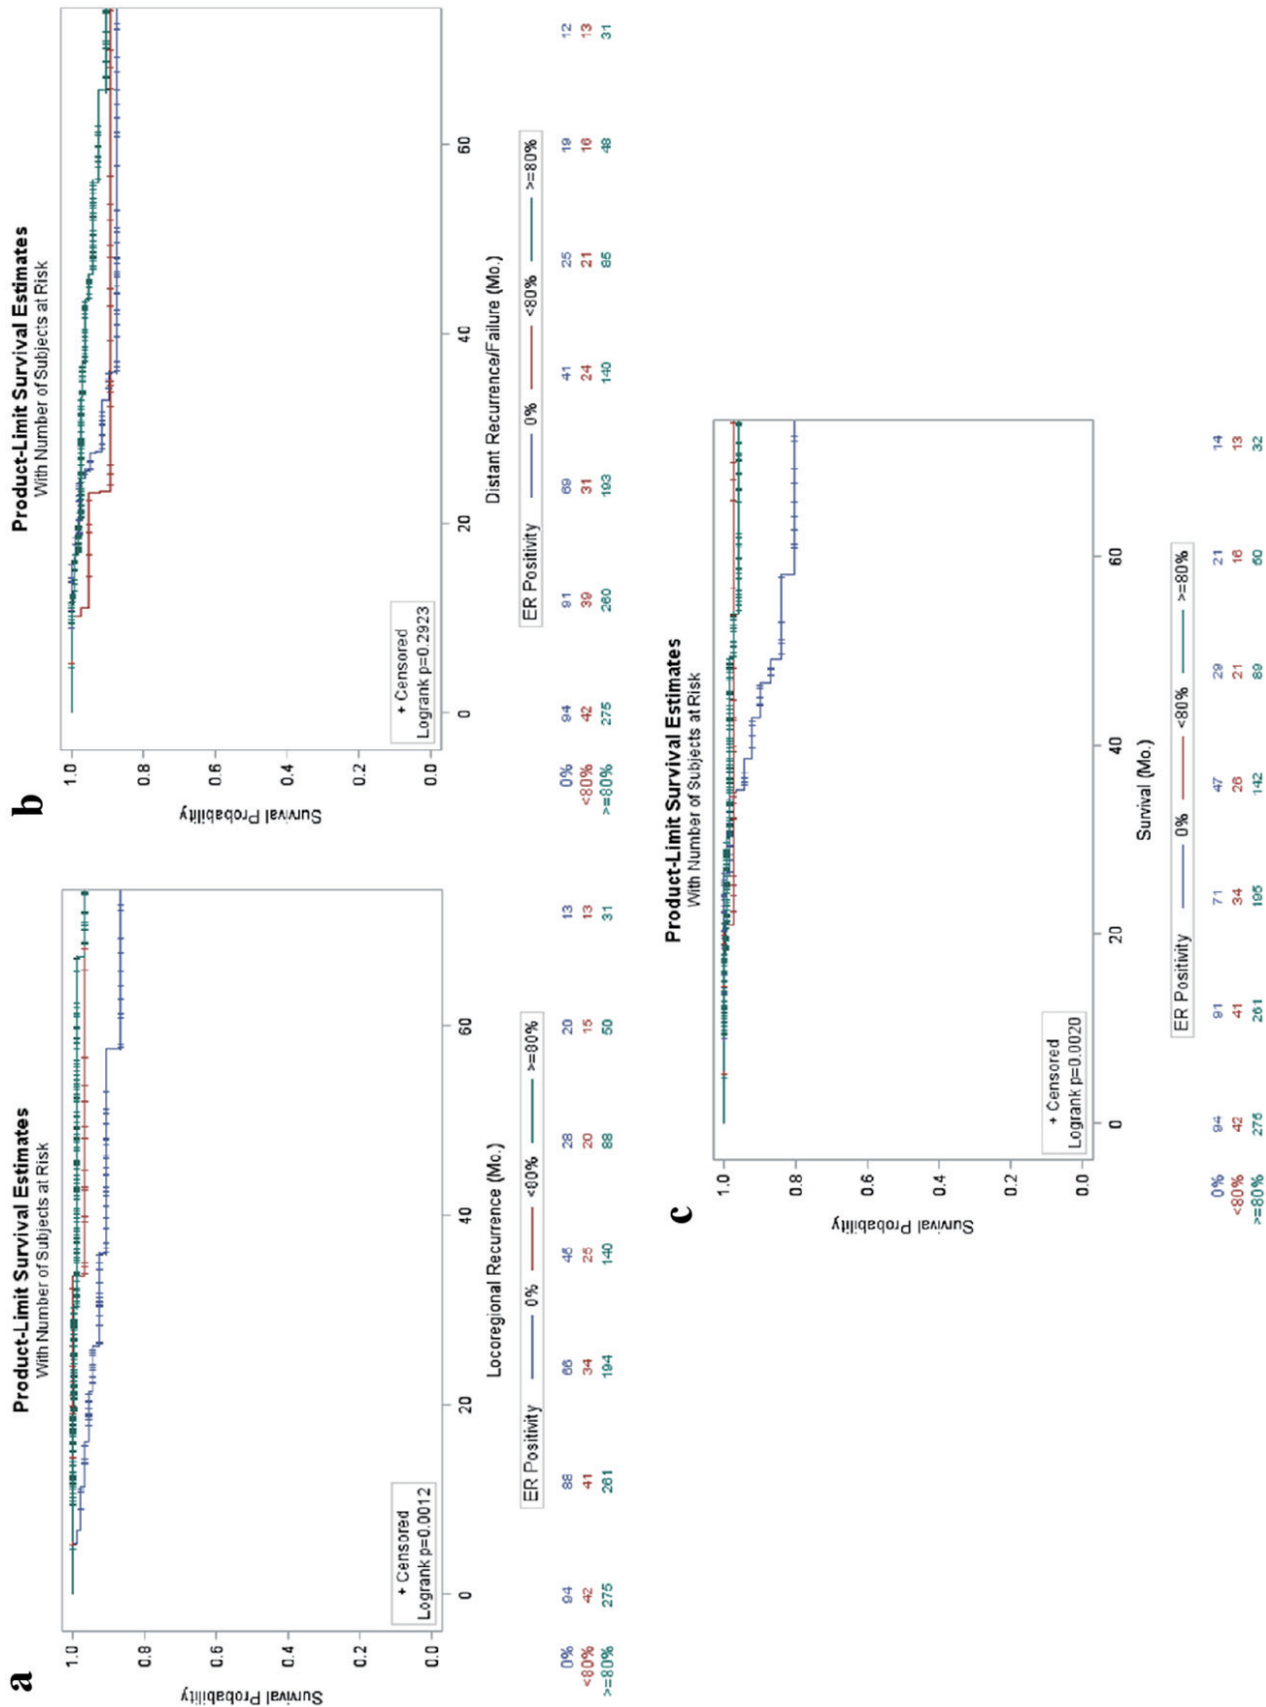 a
Product-Limit Survival Estimates
With Number of Subjects at Risk
Survival Probability
1.0
0.8
0.6
0.4
0.2
0.0
+ Censored
Logrank p=0.0012
0 20 40 60
Locoregional Recurrence (Mo.)
ER Positivity 0% <80% >=80%
0% 94 88 66 46 28 20 13
<80% 42 41 34 25 20 15 13
>=80% 275 261 194 140 88 50 31
b
Product-Limit Survival Estimates
With Number of Subjects at Risk
Survival Probability
1.0
0.8
0.6
0.4
0.2
0.0
+ Censored
Logrank p=0.2923
0 20 40 60
Distant Recurrence/Failure (Mo.)
ER Positivity 0% <80% >=80%
0% 94 91 69 41 25 19 12
<80% 42 39 31 24 21 16 13
>=80% 275 260 193 140 85 48 31
c
Product-Limit Survival Estimates
With Number of Subjects at Risk
Survival Probability
1.0
0.8
0.6
0.4
0.2
0.0
+ Censored
Logrank p=0.0020
0 20 40 60
Survival (Mo.)
ER Positivity 0% <80% >=80%
0% 94 91 71 47 29 21 14
<80% 42 41 34 26 21 16 13
>=80% 275 261 195 142 89 50 32